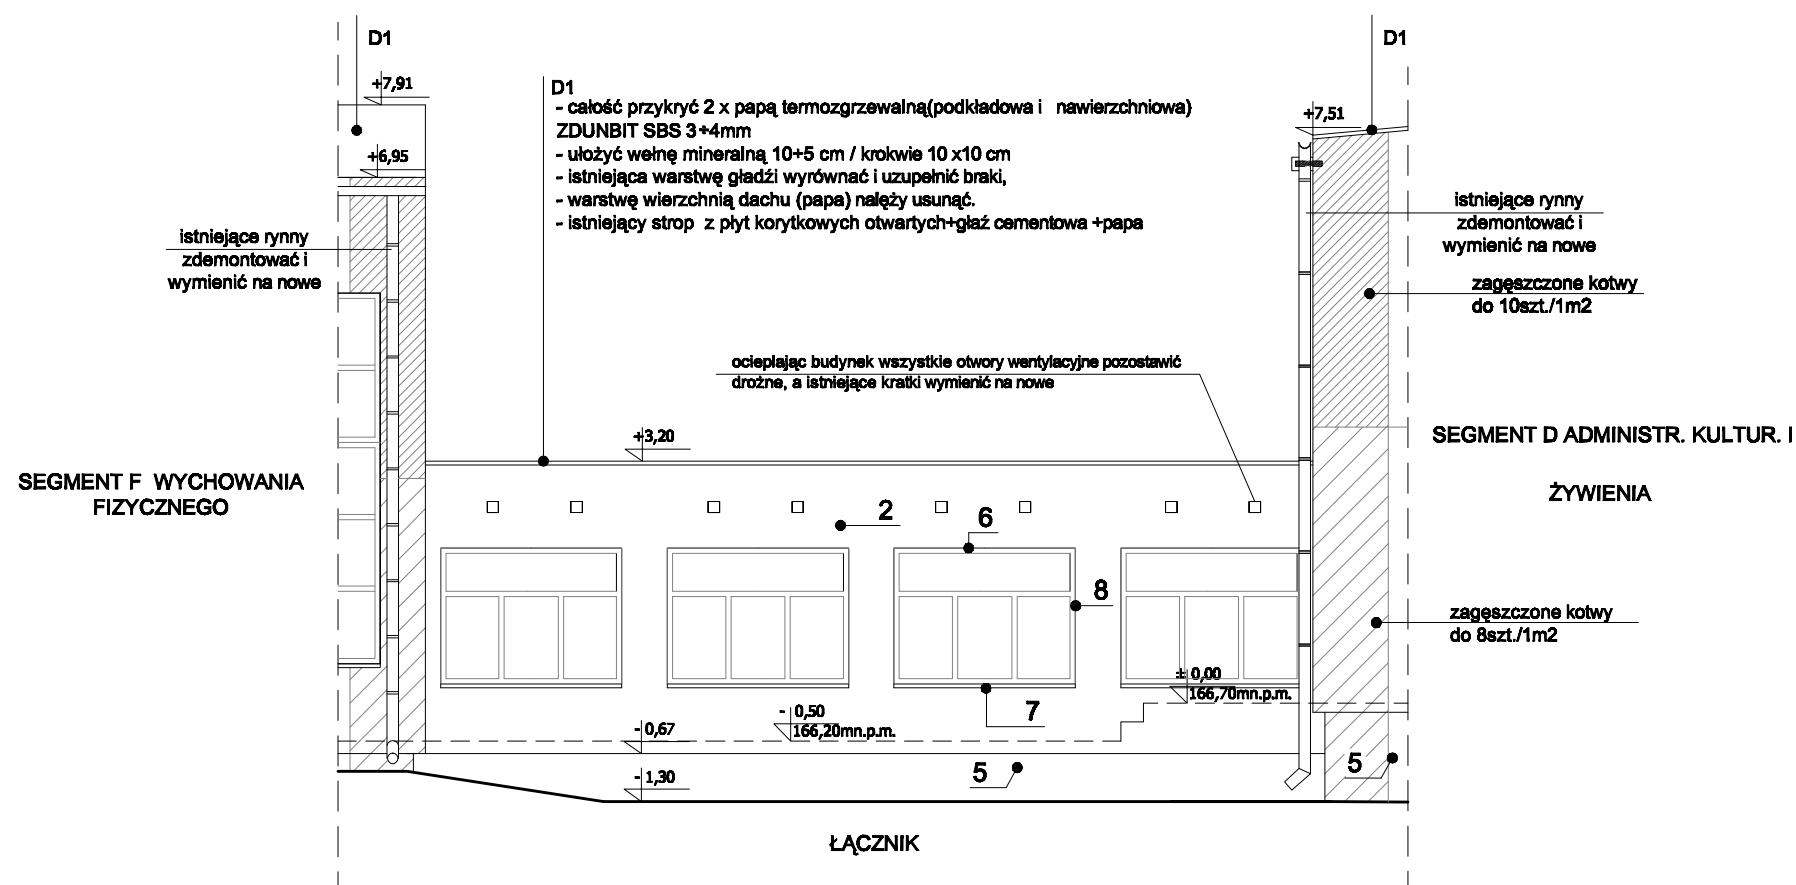 D1
D1
+7,91
+6,95
D1
- całość przykryć 2 x papą termozgrzewalną(podkładowa i nawierzchniowa)
ZDUNBIT SBS 3÷4mm
- ułożyć wełnę mineralną 10÷5 cm / krokwie 10 x10 cm
- istniejąca warstwę gładźi wyrównać i uzupełnić braki,
- warstwę wierzchnią dachu (papa) należy usunąć.
- istniejący strop z płyt korytkowych otwartych+głaź cementowa +papa
+7,51
istniejące rynny
zdemontować i
wymienić na nowe
istniejące rynny
zdemontować i
wymienić na nowe
zagęszczone kotwy
do 10szt./1m2
ocieplając budynek wszystkie otwory wentylacyjne pozostawić
drożne, a istniejące kratki wymienić na nowe
+3,20
SEGMENT D ADMINISTR. KULTUR. I
ŻYWIENIA
SEGMENT F WYCHOWANIA
FIZYCZNEGO
2
6
8
7
zagęszczone kotwy
do 8szt./1m2
± 0,00
166,70mn.p.m.
- 0,50
166,20mn.p.m.
- 0,67
- 1,30
5
5
ŁĄCZNIK